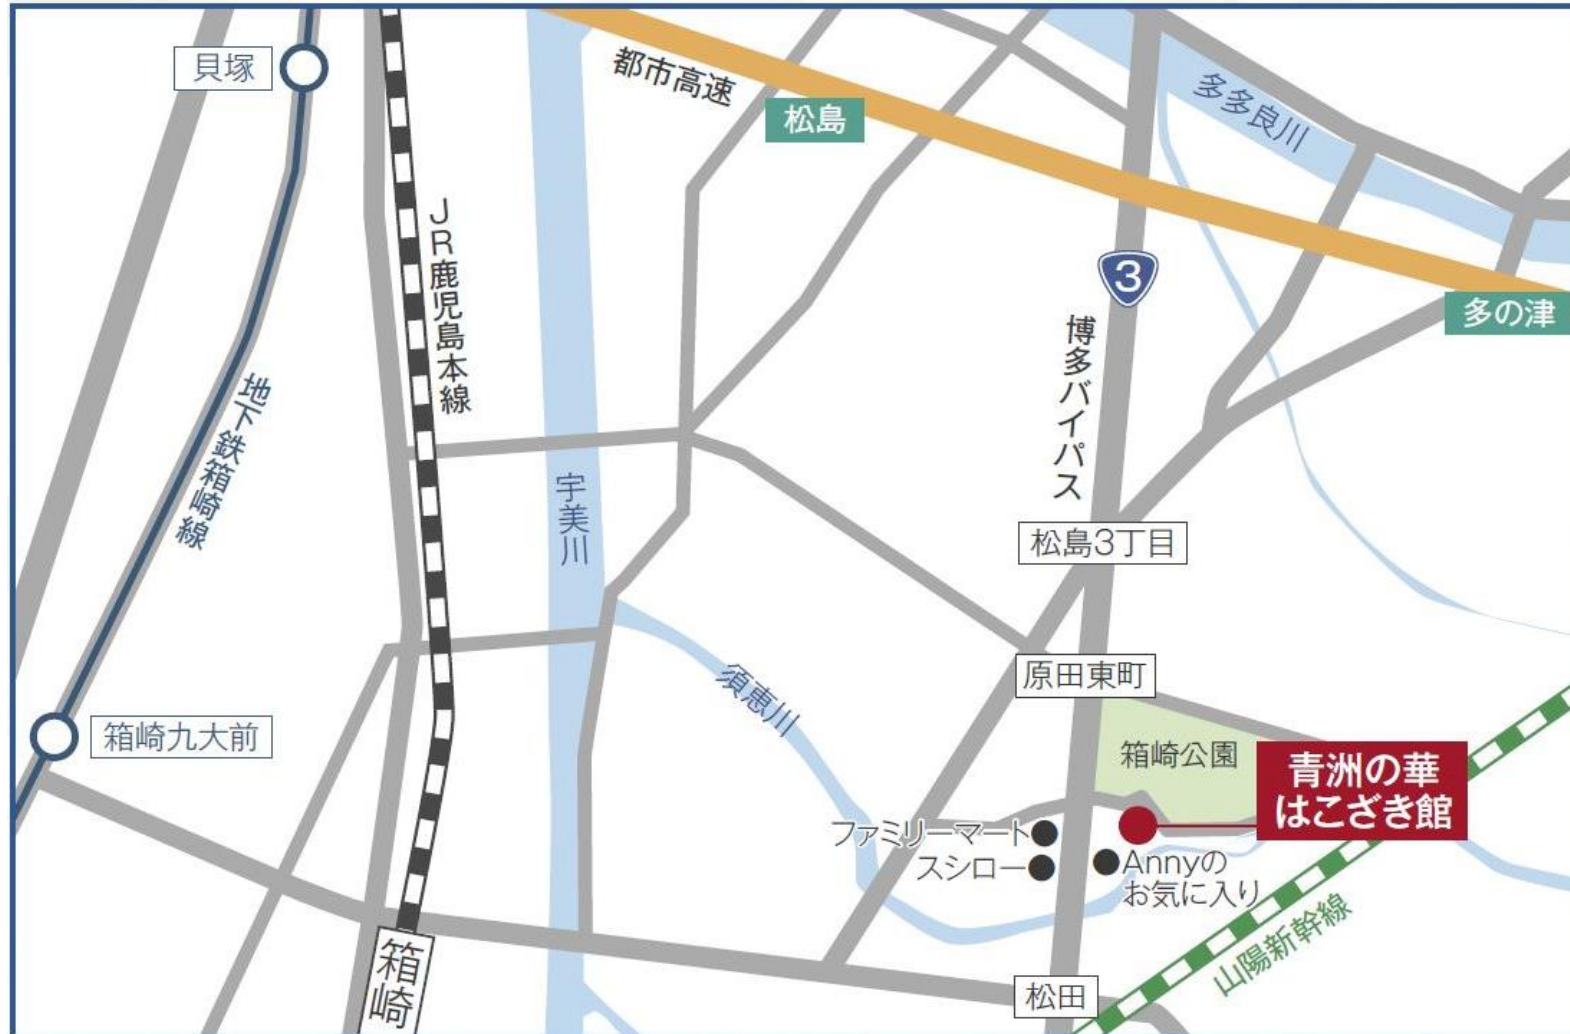 貝塚
都市高速
松島
多多良川
3
多の津
JR鹿児島本線
博多バイパス
地下鉄箱崎線
宇美川
松島3丁目
須恵川
原田東町
箱崎九大前
箱崎公園
青洲の華
はこざき館
ファミリーマート
スシロー
Annyの
お気に入り
山陽新幹線
箱崎
松田